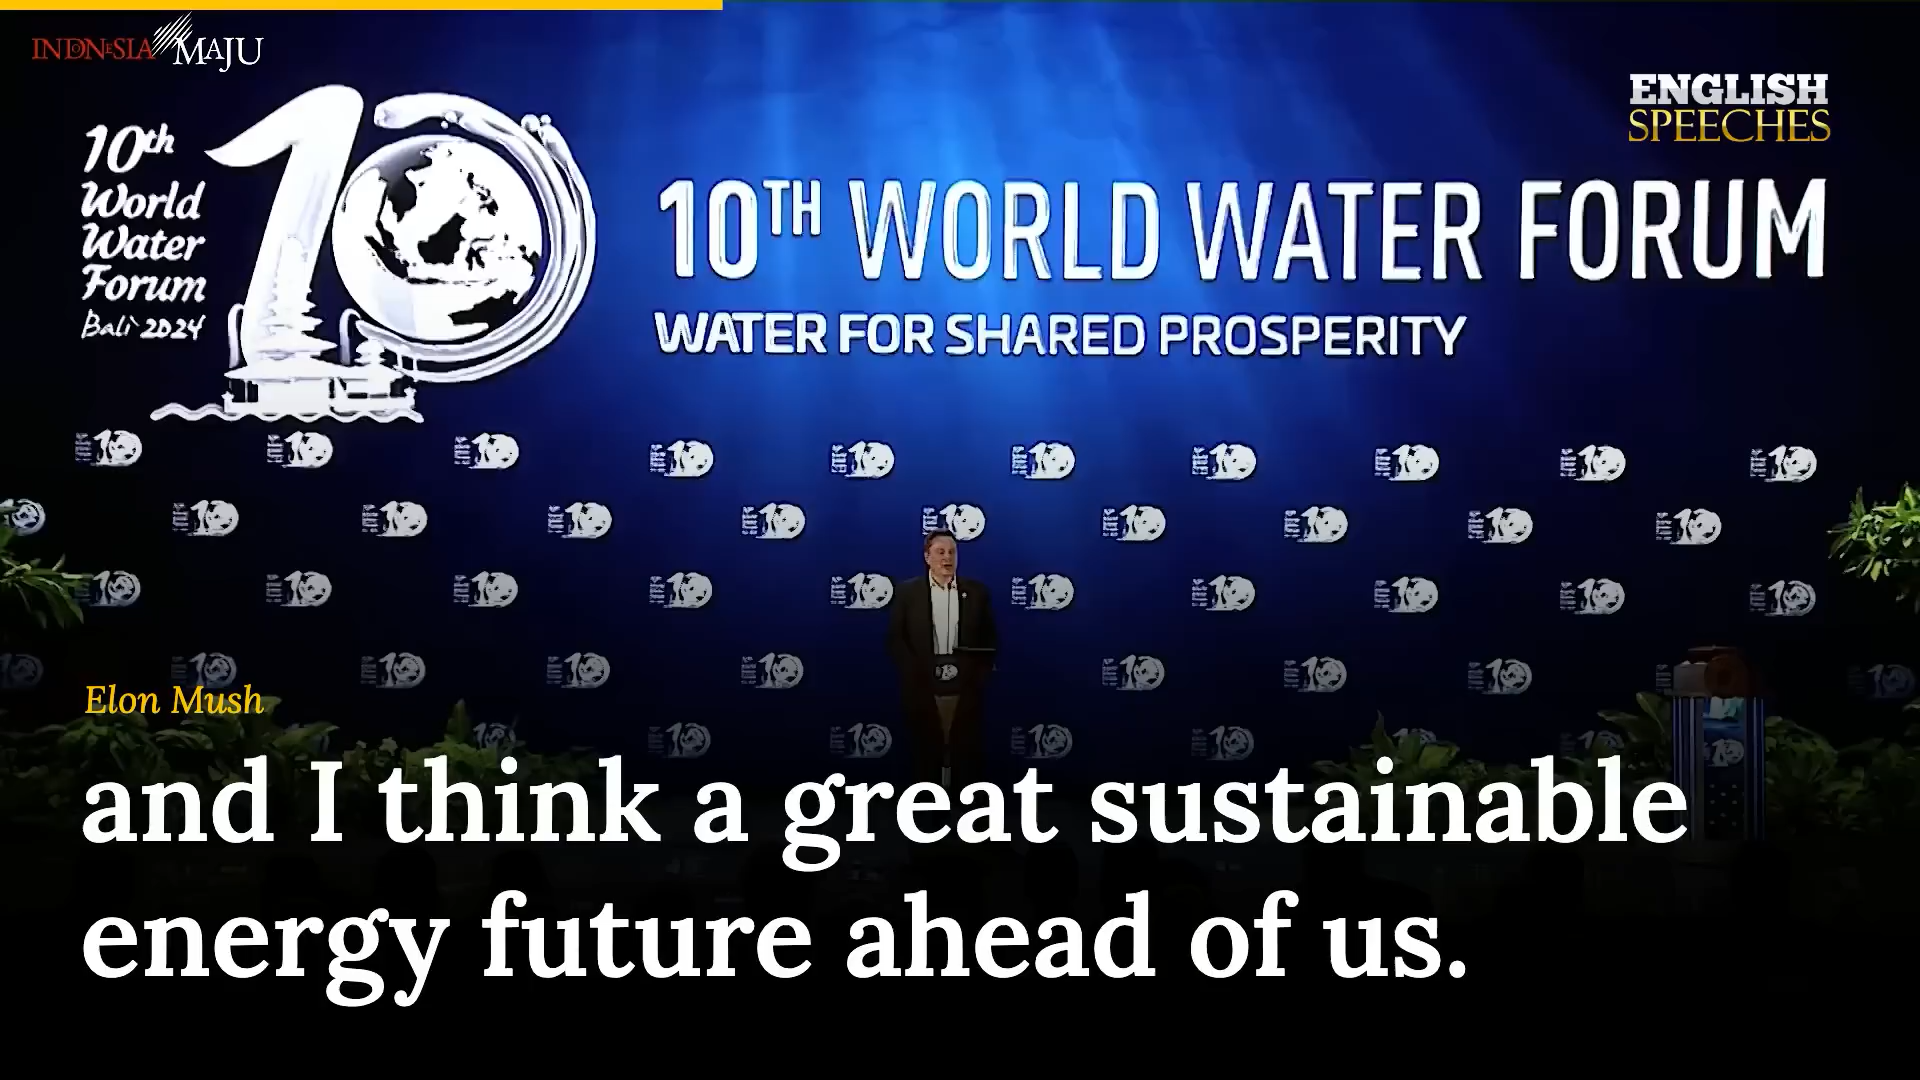 INDONESIA MAJU
ENGLISH
SPEECHES
10th
World
Water
Forum
Bali 2024
10TH WORLD WATER FORUM
WATER FOR SHARED PROSPERITY
Elon Mush
and I think a great sustainable
energy future ahead of us.